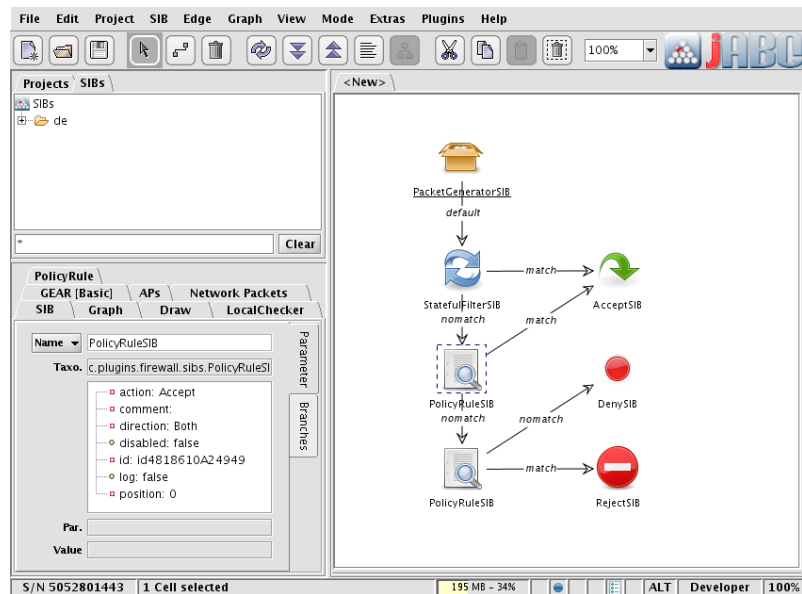 File Edit Project SIB Edge Graph View Mode Extras Plugins Help
100%
jABC
Projects SIBs
<New>
SIBs
de
*
Clear
PolicyRule
GEAR [Basic] APs Network Packets
SIB Graph Draw LocalChecker
Name PolicyRuleSIB
Taxo. c.plugins.firewall.sibs.PolicyRuleSI
action: Accept
comment:
direction: Both
disabled: false
id: id4818610A24949
log: false
position: 0
Par.
Value
Parameter
Branches
PacketGeneratorSIB
default
match
StatefulFilterSIB
AcceptSIB
nomatch
match
PolicyRuleSIB
DenySIB
nomatch
nomatch
match
PolicyRuleSIB
RejectSIB
S/N 5052801443 1 Cell selected 195 MB – 34% ALT Developer 100%